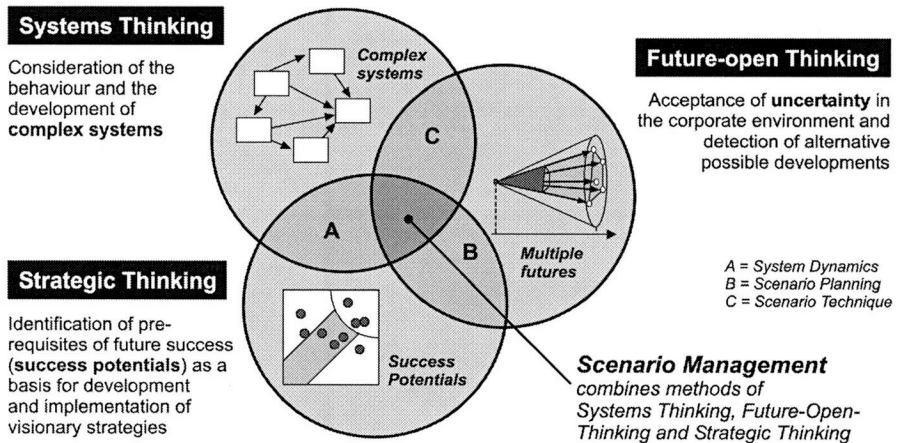 Systems Thinking
Consideration of the
behaviour and the
development of
complex systems
Complex
systems
Future-open Thinking
Acceptance of uncertainty in
the corporate environment and
detection of alternative
possible developments
C
A
B
Multiple
futures
A = System Dynamics
B = Scenario Planning
C = Scenario Technique
Strategic Thinking
Identification of pre-
requisites of future success
(success potentials) as a
basis for development
and implementation of
visionary strategies
Success
Potentials
Scenario Management
combines methods of
Systems Thinking, Future-Open-
Thinking and Strategic Thinking